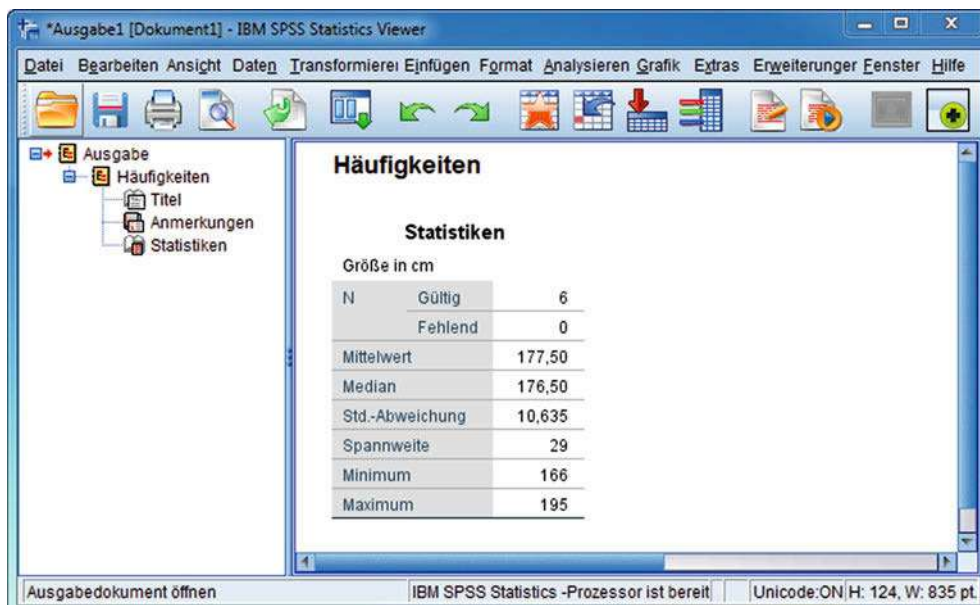 *Ausgabe1 [Dokument1] - IBM SPSS Statistics Viewer
Datei Bearbeiten Ansicht Daten Transformierei Einfügen Format Analysieren Grafik Extras Erweiterunger Fenster Hilfe
Ausgabe
Häufigkeiten
Titel
Anmerkungen
Statistiken
Häufigkeiten
Statistiken
Größe in cm
N Gültig 6
Fehlend 0
Mittelwert 177,50
Median 176,50
Std.-Abweichung 10,635
Spannweite 29
Minimum 166
Maximum 195
Ausgabedokument öffnen IBM SPSS Statistics -Prozessor ist bereit Unicode:ON H: 124, W: 835 pt